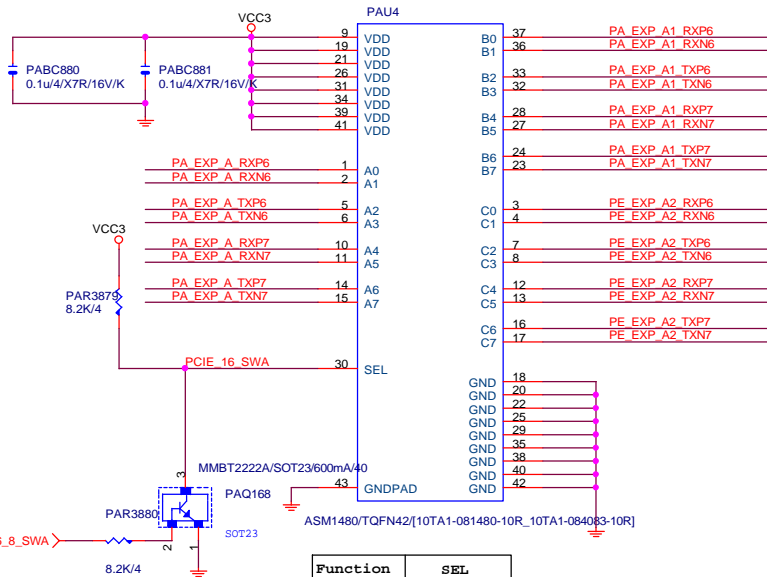 PAU4
VCC3
9 VDD
19 VDD
21 VDD
26 VDD
31 VDD
34 VDD
39 VDD
41 VDD
PABC880
0.1u/4/X7R/16V/K
PABC881
0.1u/4/X7R/16V/K
B0 37 PA_EXP_A1_RXP6
B1 36 PA_EXP_A1_RXN6
B2 33 PA_EXP_A1_TXP6
B3 32 PA_EXP_A1_TXN6
B4 28 PA_EXP_A1_RXP7
B5 27 PA_EXP_A1_RXN7
B6 24 PA_EXP_A1_TXP7
B7 23 PA_EXP_A1_TXN7
PA_EXP_A_RXP6 1 A0
PA_EXP_A_RXN6 2 A1
PA_EXP_A_TXP6 5 A2
PA_EXP_A_TXN6 6 A3
PA_EXP_A_RXP7 10 A4
PA_EXP_A_RXN7 11 A5
PA_EXP_A_TXP7 14 A6
PA_EXP_A_TXN7 15 A7
C0 3 PE_EXP_A2_RXP6
C1 4 PE_EXP_A2_RXN6
C2 7 PE_EXP_A2_TXP6
C3 8 PE_EXP_A2_TXN6
C4 12 PE_EXP_A2_RXP7
C5 13 PE_EXP_A2_RXN7
C6 16 PE_EXP_A2_TXP7
C7 17 PE_EXP_A2_TXN7
VCC3
PAR3879
8.2K/4
PCIE_16_SWA 30 SEL
GND 18
GND 20
GND 22
GND 25
GND 29
GND 35
GND 38
GND 40
GND 42
43 GNDPAD
MMBT2222A/SOT23/600mA/40
3
PAQ168
SOT23
PAR3880
8.2K/4
2
1
_8_SWA
ASM1480/TQFN42/[10TA1-081480-10R_10TA1-084083-10R]
Function SEL